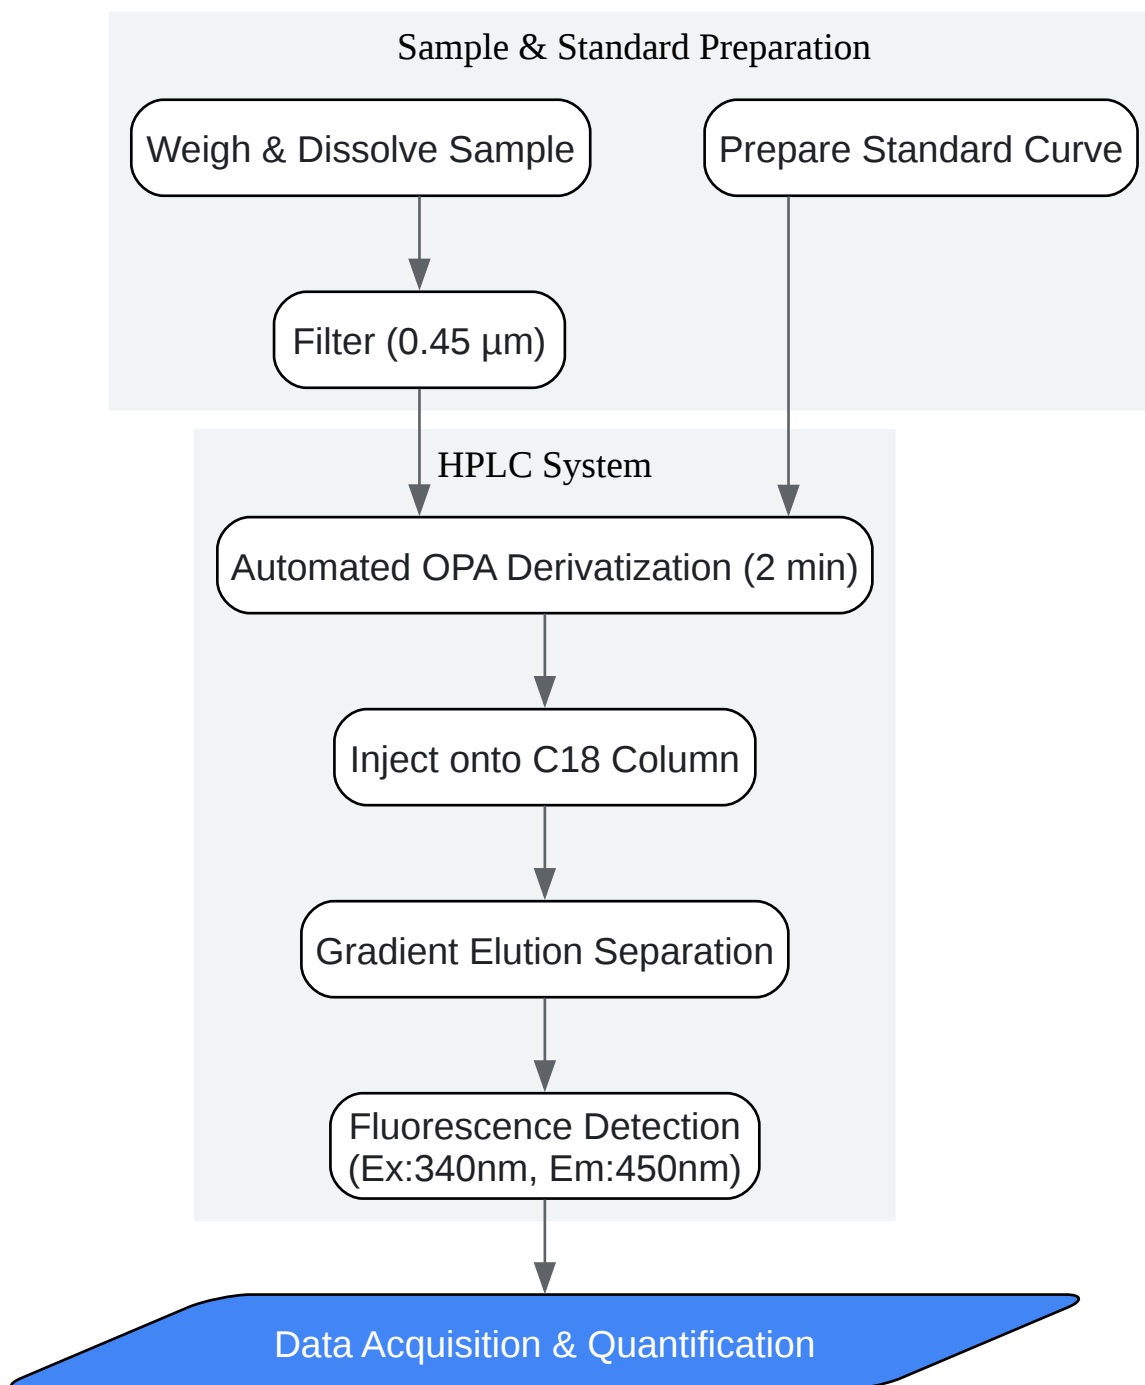 Sample & Standard Preparation
Weigh & Dissolve Sample
Prepare Standard Curve
Filter (0.45 µm)
HPLC System
Automated OPA Derivatization (2 min)
Inject onto C18 Column
Gradient Elution Separation
Fluorescence Detection
(Ex:340nm, Em:450nm)
Data Acquisition & Quantification